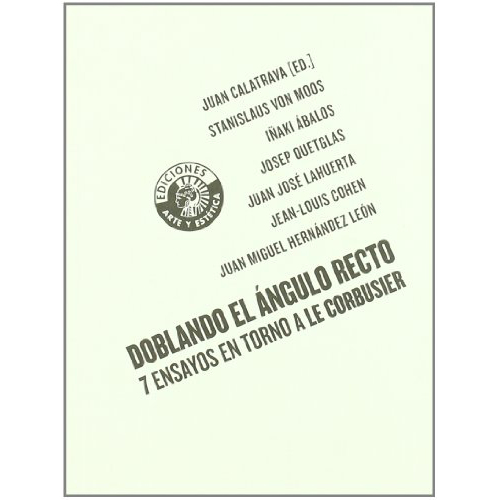 JUAN CALATRAVA [ED.]
STANISLAUS VON MOOS
IÑAKI ÁBALOS
JOSEP QUETGLAS
JUAN JOSÉ LAHUERTA
JEAN-LOUIS COHEN
JUAN MIGUEL HERNÁNDEZ LEÓN
EDICIONES
ARTE Y ESTÉTICA
DOBLANDO EL ÁNGULO RECTO
7 ENSAYOS EN TORNO A LE CORBUSIER